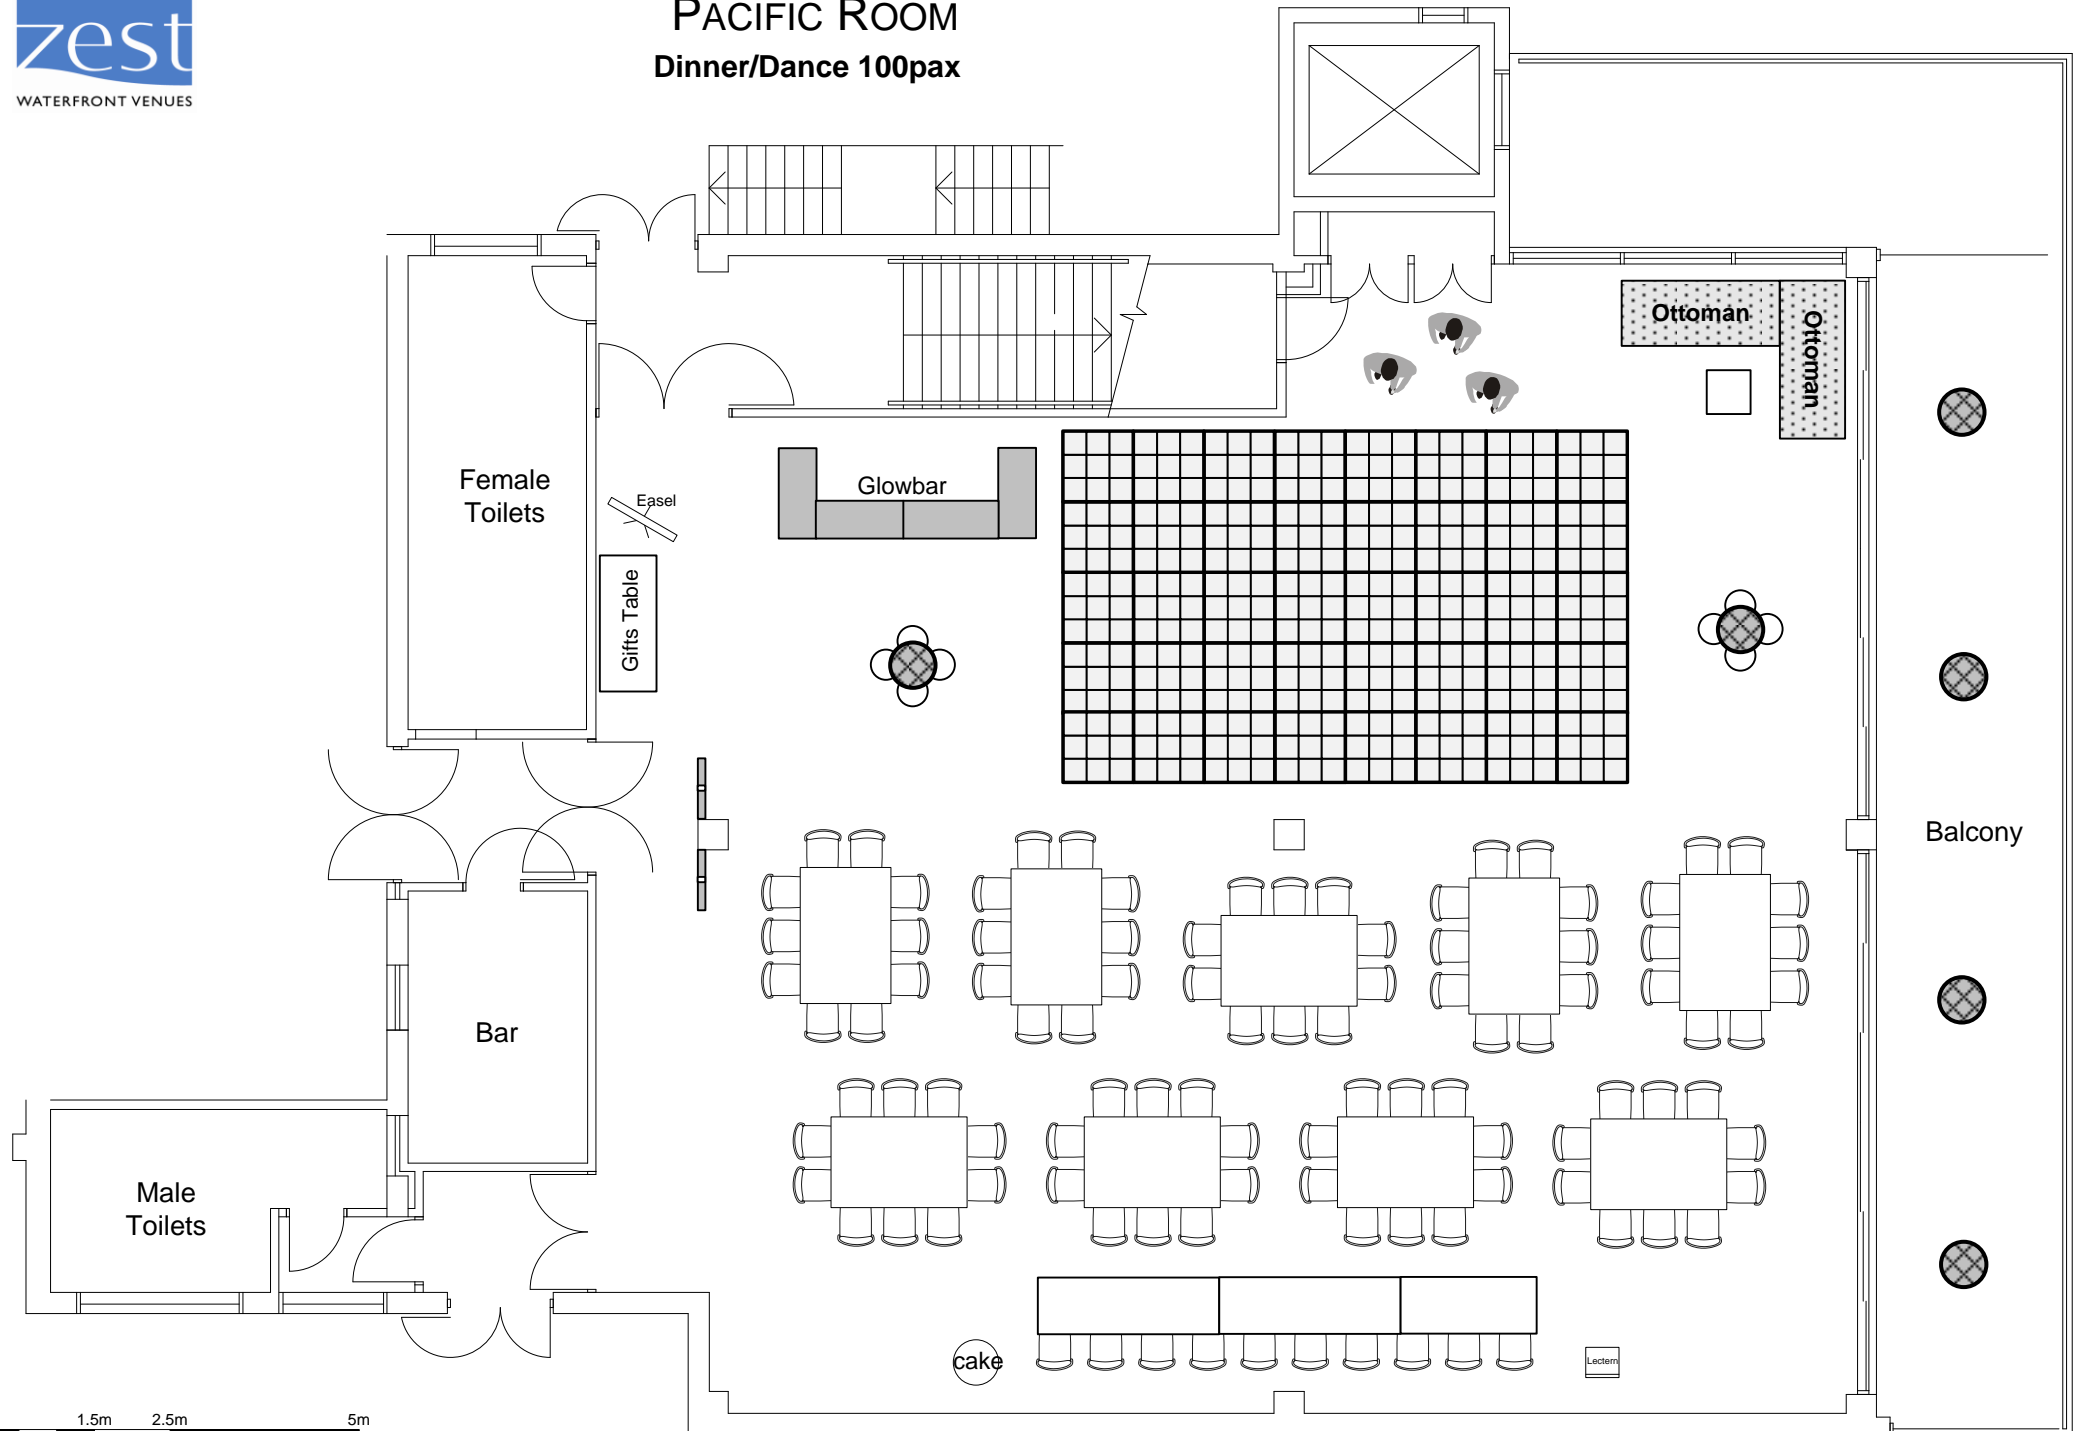 zest
WATERFRONT VENUES
PACIFIC ROOM
Dinner/Dance 100pax
Ottoman
Ottoman
Female
Toilets
Easel
Glowbar
Gifts Table
Balcony
Bar
Male
Toilets
cake
Lectern
1.5m
2.5m
5m